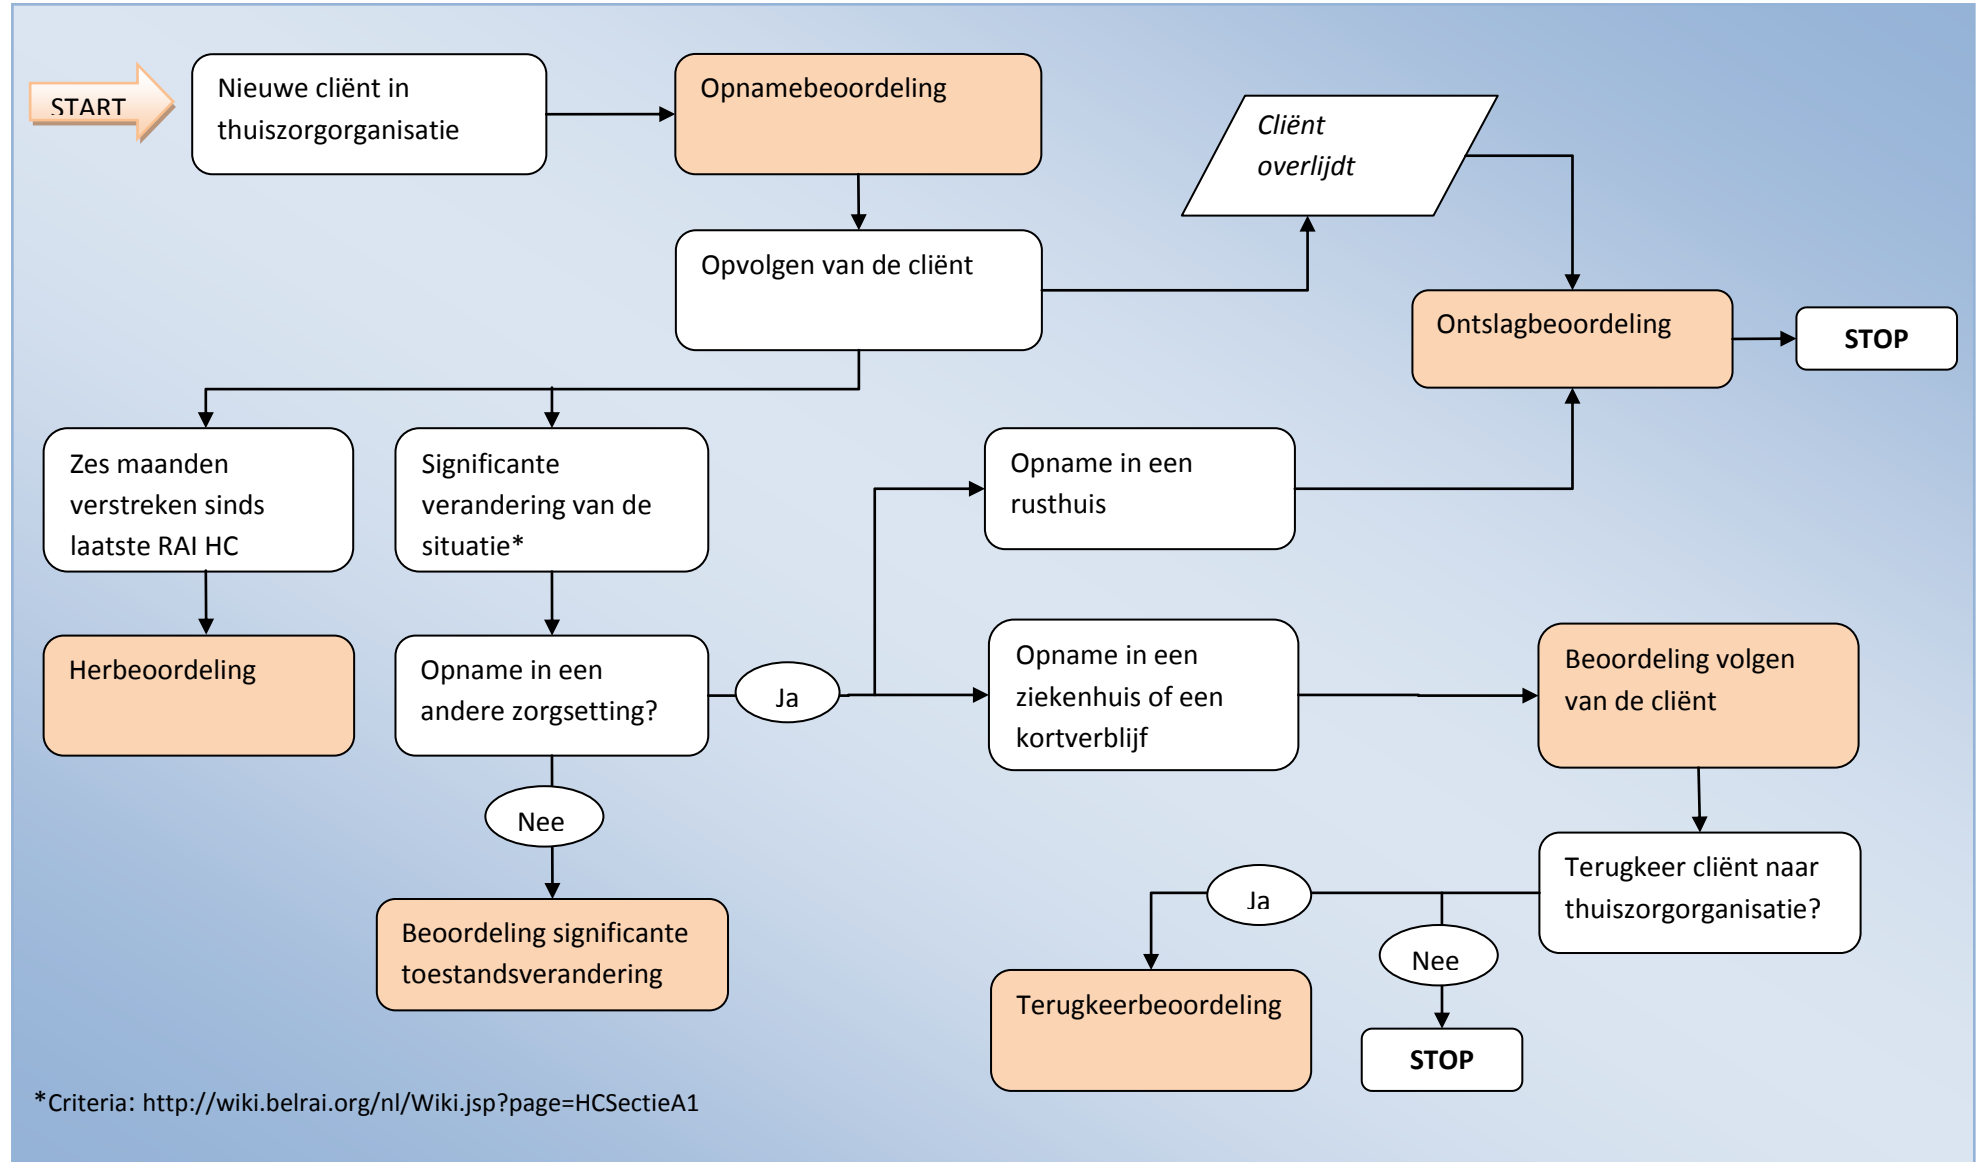 START
Nieuwe cliënt in
thuiszorgorganisatie
Opnamebeoordeling
Cliënt
overlijdt
Opvolgen van de cliënt
Ontslagbeoordeling
STOP
Zes maanden
verstreken sinds
laatste RAI HC
Significante
verandering van de
situatie*
Opname in een
rusthuis
Herbeoordeling
Opname in een
andere zorgsetting?
Ja
Opname in een
ziekenhuis of een
kortverblijf
Beoordeling volgen
van de cliënt
Nee
Terugkeer cliënt naar
thuiszorgorganisatie?
Ja
Nee
Beoordeling significante
toestandsverandering
Terugkeerbeoordeling
STOP
*Criteria: http://wiki.belrai.org/nl/Wiki.jsp?page=HCSectieA1